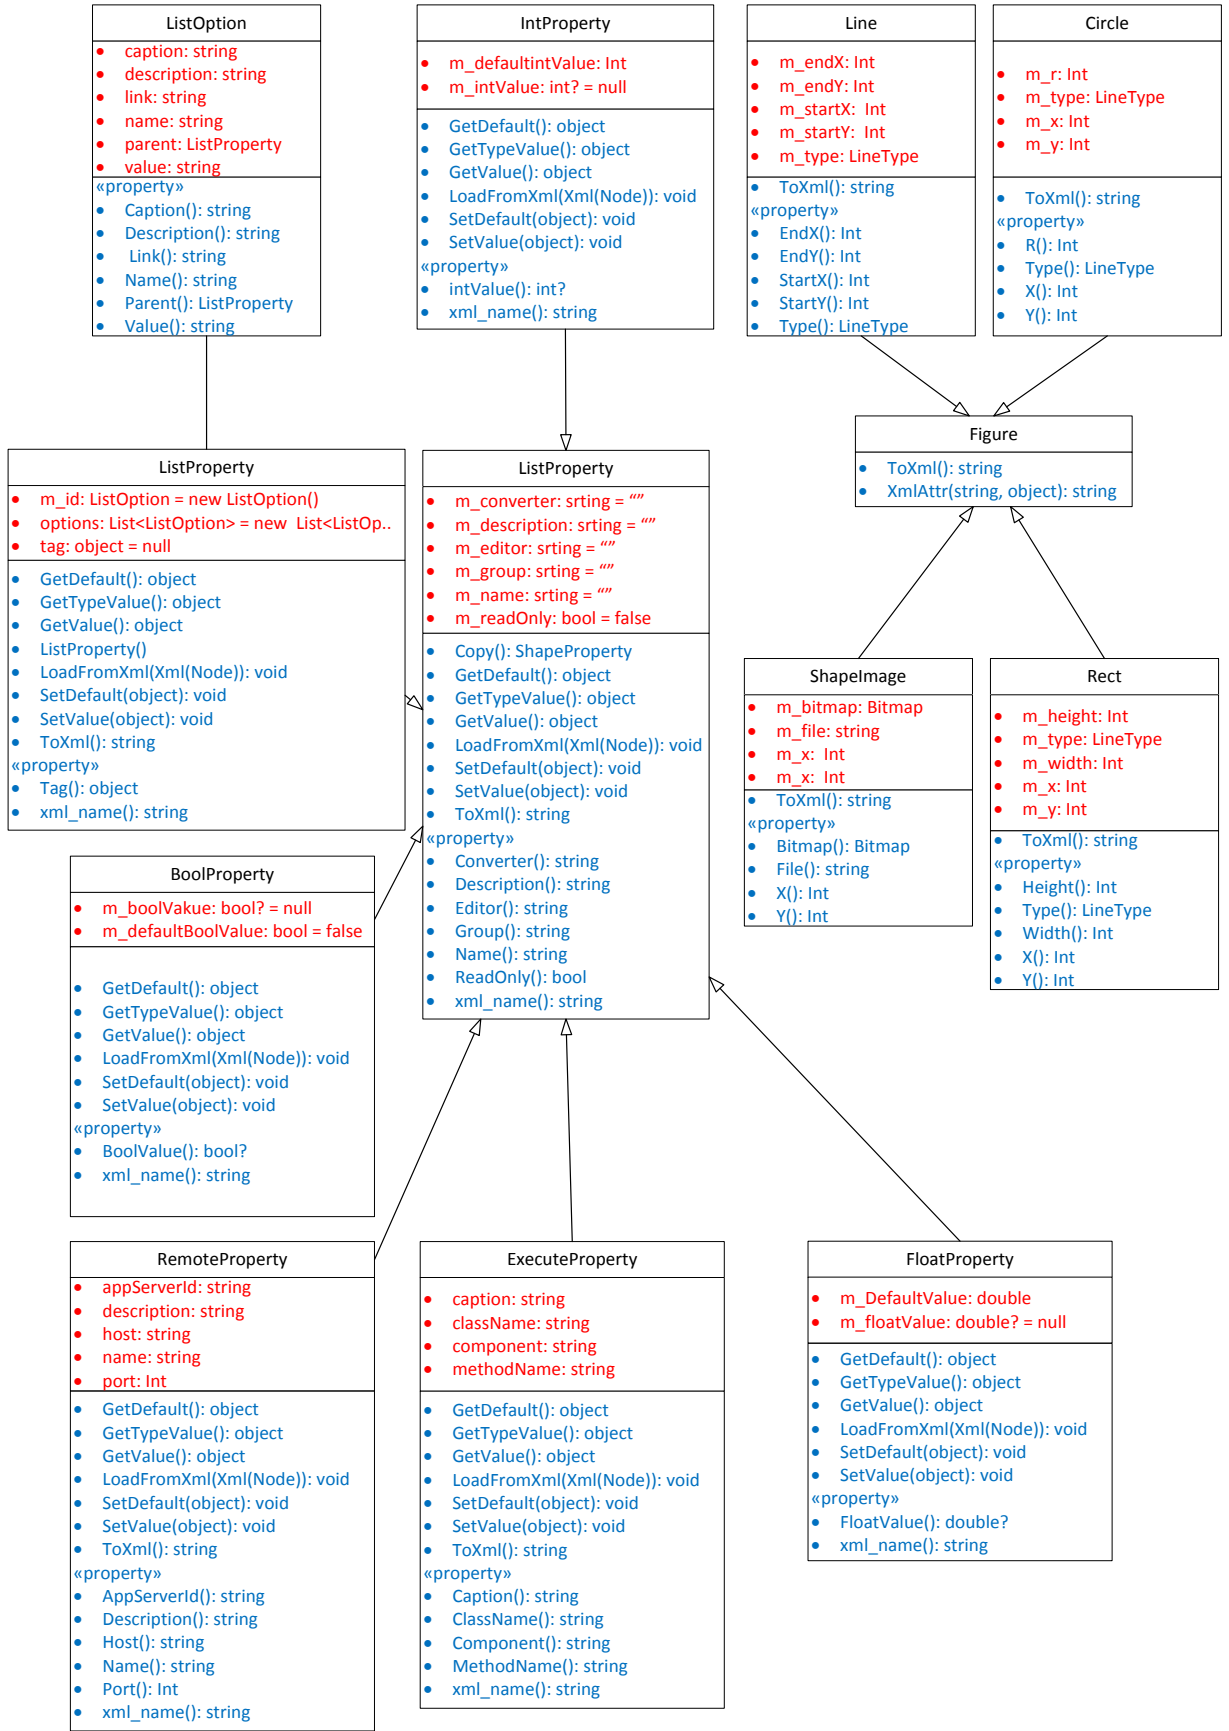 ListOption
caption: string
description: string
link: string
name: string
parent: ListProperty
value: string
«property»
Caption(): string
Description(): string
Link(): string
Name(): string
Parent(): ListProperty
Value(): string
IntProperty
m_defaultintValue: Int
m_intValue: int? = null
GetDefault(): object
GetTypeValue(): object
GetValue(): object
LoadFromXml(Xml(Node)): void
SetDefault(object): void
SetValue(object): void
«property»
intValue(): int?
xml_name(): string
Line
m_endX: Int
m_endY: Int
m_startX: Int
m_startY: Int
m_type: LineType
ToXml(): string
«property»
EndX(): Int
EndY(): Int
StartX(): Int
StartY(): Int
Type(): LineType
Circle
m_r: Int
m_type: LineType
m_x: Int
m_y: Int
ToXml(): string
«property»
R(): Int
Type(): LineType
X(): Int
Y(): Int
Figure
ToXml(): string
XmlAttr(string, object): string
ListProperty
m_id: ListOption = new ListOption()
options: List<ListOption> = new List<ListOp..
tag: object = null
GetDefault(): object
GetTypeValue(): object
GetValue(): object
ListProperty()
LoadFromXml(Xml(Node)): void
SetDefault(object): void
SetValue(object): void
ToXml(): string
«property»
Tag(): object
xml_name(): string
ListProperty
m_converter: srting = “”
m_description: srting = “”
m_editor: srting = “”
m_group: srting = “”
m_name: srting = “”
m_readOnly: bool = false
Copy(): ShapeProperty
GetDefault(): object
GetTypeValue(): object
GetValue(): object
LoadFromXml(Xml(Node)): void
SetDefault(object): void
SetValue(object): void
ToXml(): string
«property»
Converter(): string
Description(): string
Editor(): string
Group(): string
Name(): string
ReadOnly(): bool
xml_name(): string
ShapeImage
m_bitmap: Bitmap
m_file: string
m_x: Int
m_x: Int
ToXml(): string
«property»
Bitmap(): Bitmap
File(): string
X(): Int
Y(): Int
Rect
m_height: Int
m_type: LineType
m_width: Int
m_x: Int
m_y: Int
ToXml(): string
«property»
Height(): Int
Type(): LineType
Width(): Int
X(): Int
Y(): Int
BoolProperty
m_boolVakue: bool? = null
m_defaultBoolValue: bool = false
GetDefault(): object
GetTypeValue(): object
GetValue(): object
LoadFromXml(Xml(Node)): void
SetDefault(object): void
SetValue(object): void
«property»
BoolValue(): bool?
xml_name(): string
RemoteProperty
appServerId: string
description: string
host: string
name: string
port: Int
GetDefault(): object
GetTypeValue(): object
GetValue(): object
LoadFromXml(Xml(Node)): void
SetDefault(object): void
SetValue(object): void
ToXml(): string
«property»
AppServerId(): string
Description(): string
Host(): string
Name(): string
Port(): Int
xml_name(): string
ExecuteProperty
caption: string
className: string
component: string
methodName: string
GetDefault(): object
GetTypeValue(): object
GetValue(): object
LoadFromXml(Xml(Node)): void
SetDefault(object): void
SetValue(object): void
ToXml(): string
«property»
Caption(): string
ClassName(): string
Component(): string
MethodName(): string
xml_name(): string
FloatProperty
m_DefaultValue: double
m_floatValue: double? = null
GetDefault(): object
GetTypeValue(): object
GetValue(): object
LoadFromXml(Xml(Node)): void
SetDefault(object): void
SetValue(object): void
«property»
FloatValue(): double?
xml_name(): string